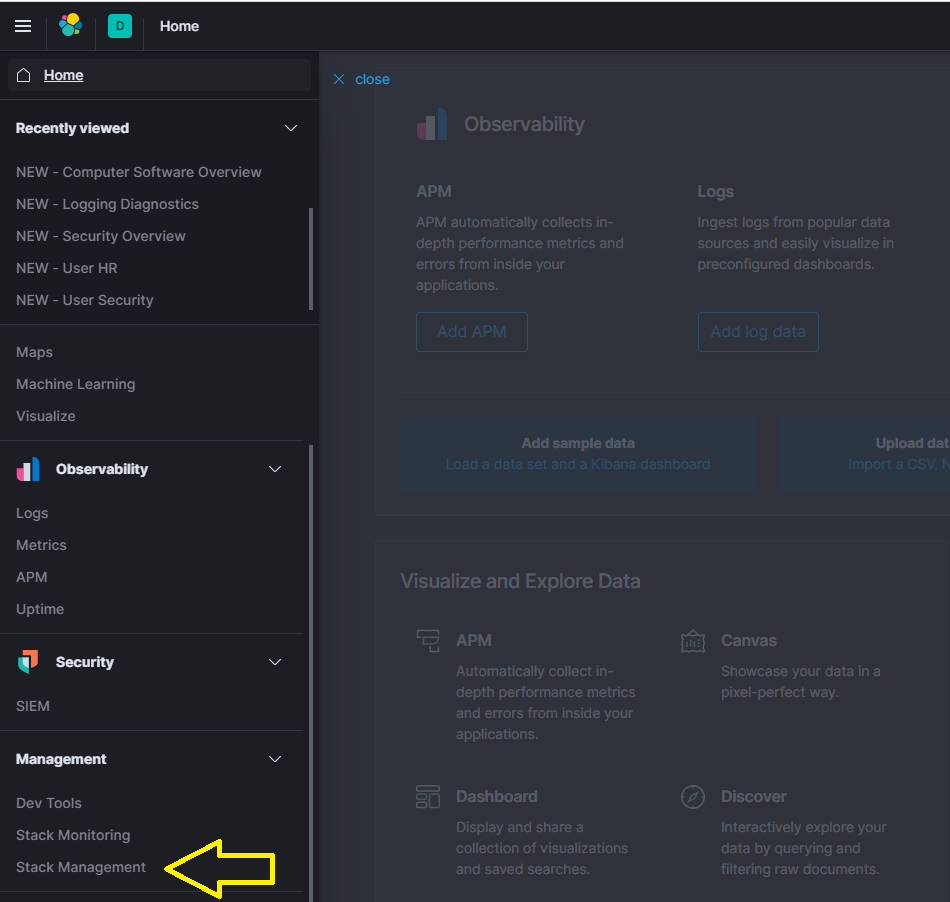 D
Home
Home
close
Recently viewed
NEW - Computer Software Overview
NEW - Logging Diagnostics
NEW - Security Overview
NEW - User HR
NEW - User Security
Maps
Machine Learning
Visualize
Observability
Logs
Metrics
APM
Uptime
Security
SIEM
Management
Dev Tools
Stack Monitoring
Stack Management
Observability
APM
APM automatically collects in-
depth performance metrics and
errors from inside your
applications.
Add APM
Logs
Ingest logs from popular data
sources and easily visualize in
preconfigured dashboards.
Add log data
Add sample data
Load a data set and a Kibana dashboard
Upload dat
Import a CSV, N
Visualize and Explore Data
APM
Automatically collect in-
depth performance metrics
and errors from inside your
applications.
Canvas
Showcase your data in a
pixel-perfect way.
Dashboard
Display and share a
collection of visualizations
and saved searches.
Discover
Interactively explore your
data by querying and
filtering raw documents.